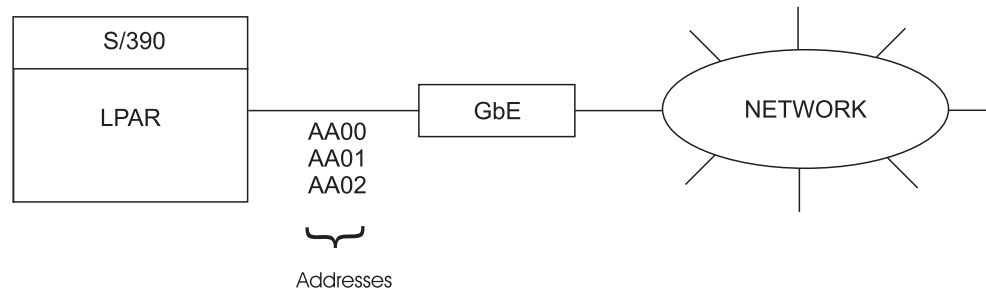 S/390
LPAR
AA00
AA01
AA02
Addresses
GbE
NETWORK